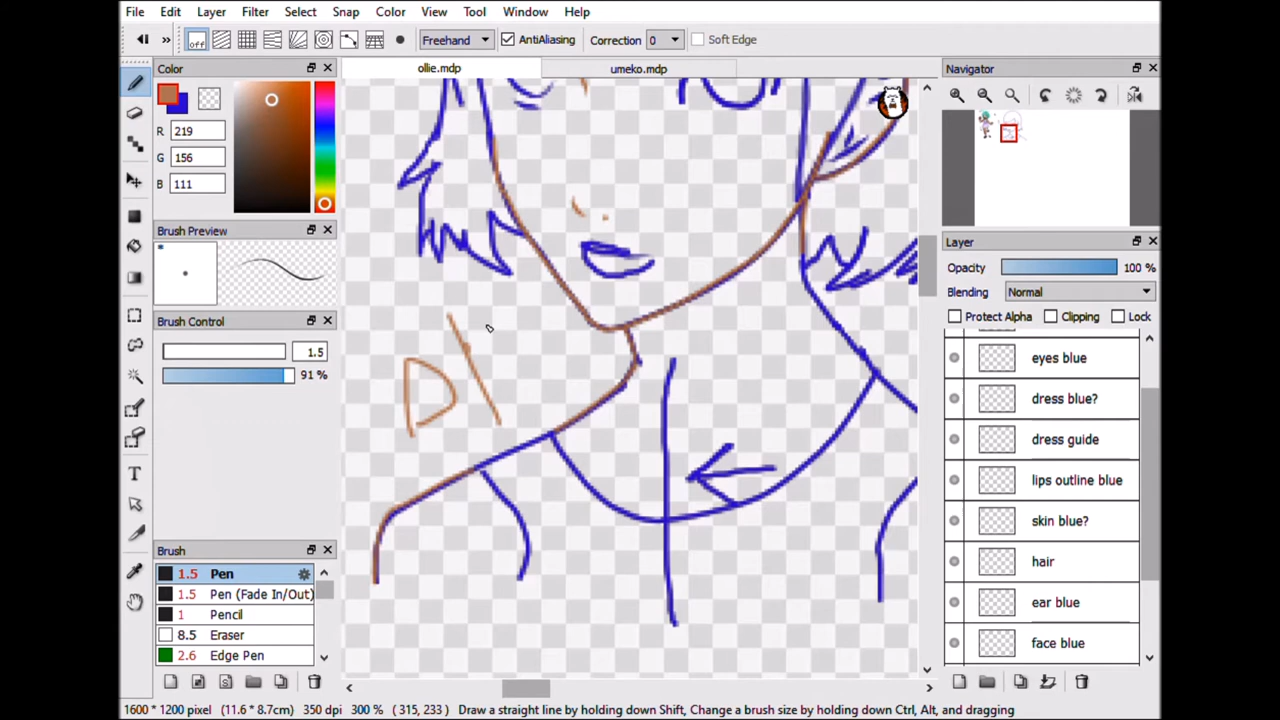 File Edit Layer Filter Select Snap Color View Tool Window Help
off Freehand AntiAliasing Correction 0 Soft Edge
Color
R 219
G 156
B 111
Brush Preview
Brush Control
1.5
91 %
Brush
1.5 Pen
1.5 Pen (Fade In/Out)
1 Pencil
8.5 Eraser
2.6 Edge Pen
ollie.mdp umeko.mdp
D
Navigator
Layer
Opacity 100 %
Blending Normal
Protect Alpha Clipping Lock
eyes blue
dress blue?
dress guide
lips outline blue
skin blue?
hair
ear blue
face blue
1600 * 1200 pixel (11.6 * 8.7cm) 350 dpi 300 % ( 315, 233 ) Draw a straight line by holding down Shift, Change a brush size by holding down Ctrl, Alt, and dragging